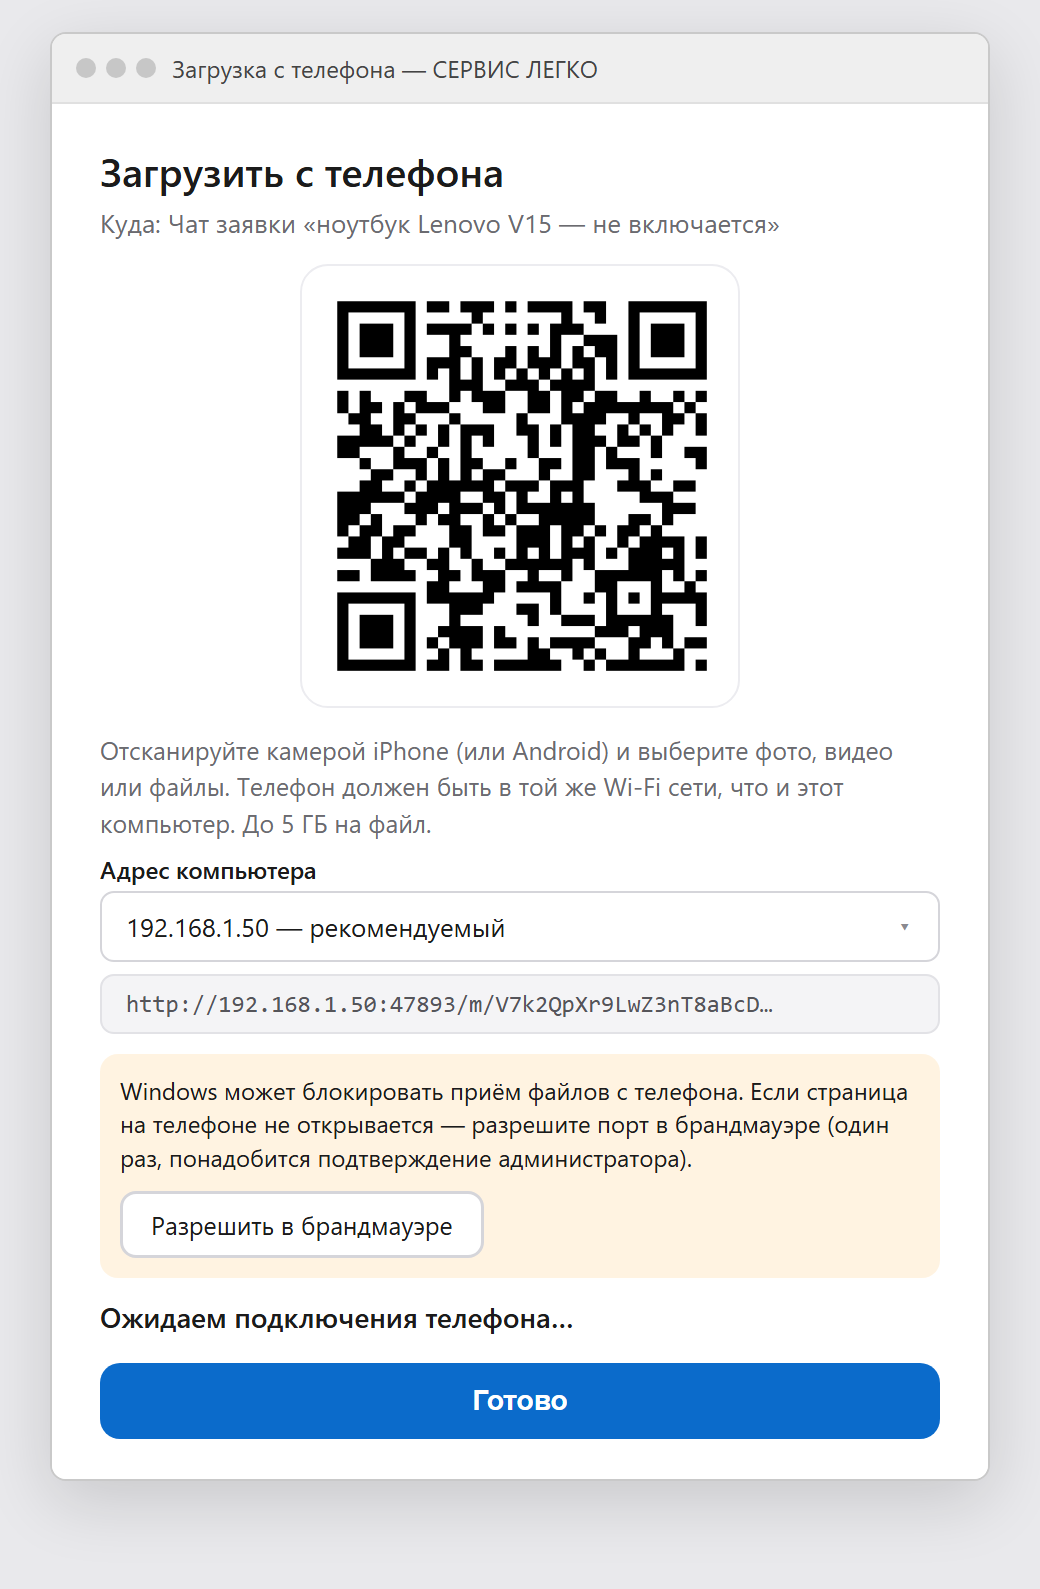 Загрузка с телефона — СЕРВИС ЛЕГКО
Загрузить с телефона
Куда: Чат заявки «ноутбук Lenovo V15 — не включается»
Отсканируйте камерой iPhone (или Android) и выберите фото, видео
или файлы. Телефон должен быть в той же Wi-Fi сети, что и этот
компьютер. До 5 ГБ на файл.
Адрес компьютера
192.168.1.50 — рекомендуемый
http://192.168.1.50:47893/m/V7k2QpXr9LwZ3nT8aBcD…
Windows может блокировать приём файлов с телефона. Если страница
на телефоне не открывается — разрешите порт в брандмауэре (один
раз, понадобится подтверждение администратора).
Разрешить в брандмауэре
Ожидаем подключения телефона…
Готово